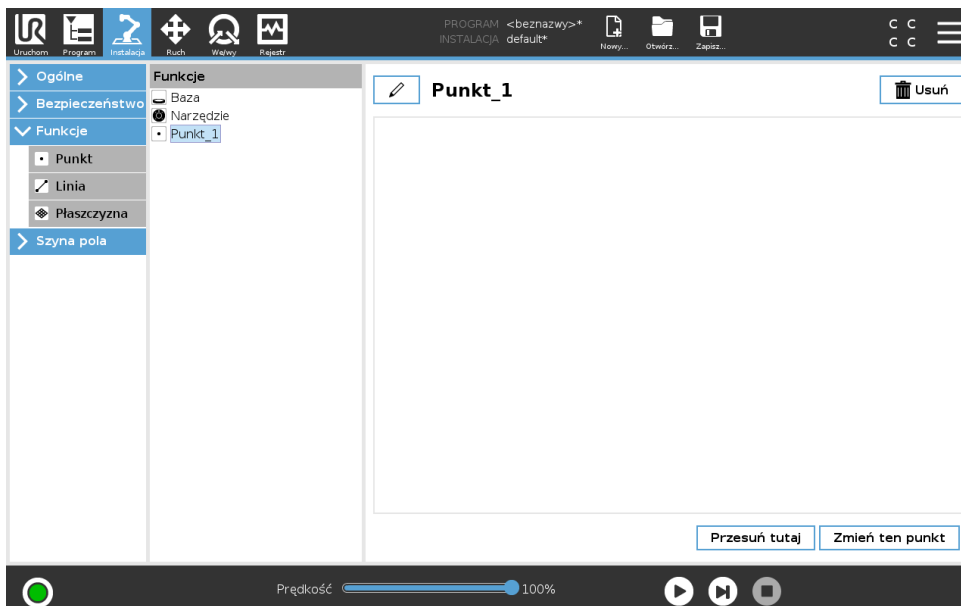 UR
PROGRAM <beznazwy>*
INSTALACJA default*
Uruchom Program Instalacja Ruch We/wy Rejestr Nowy... Otwórz... Zapisz...
C C
C C
Ogólne
Bezpieczeństwo
Funkcje
Punkt
Linia
Płaszczyzna
Szyna pola
Funkcje
Baza
Narzędzie
Punkt_1
Punkt_1
Usuń
Przesuń tutaj Zmień ten punkt
Prędkość 100%